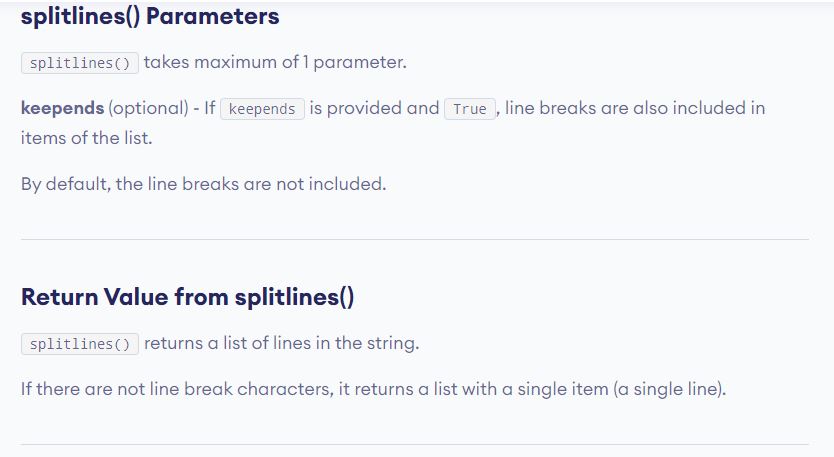 splitlines() Parameters
splitlines() takes maximum of 1 parameter.
keepends (optional) - If keepends is provided and True , line breaks are also included in
items of the list.
By default, the line breaks are not included.
Return Value from splitlines()
splitlines() returns a list of lines in the string.
If there are not line break characters, it returns a list with a single item (a single line).